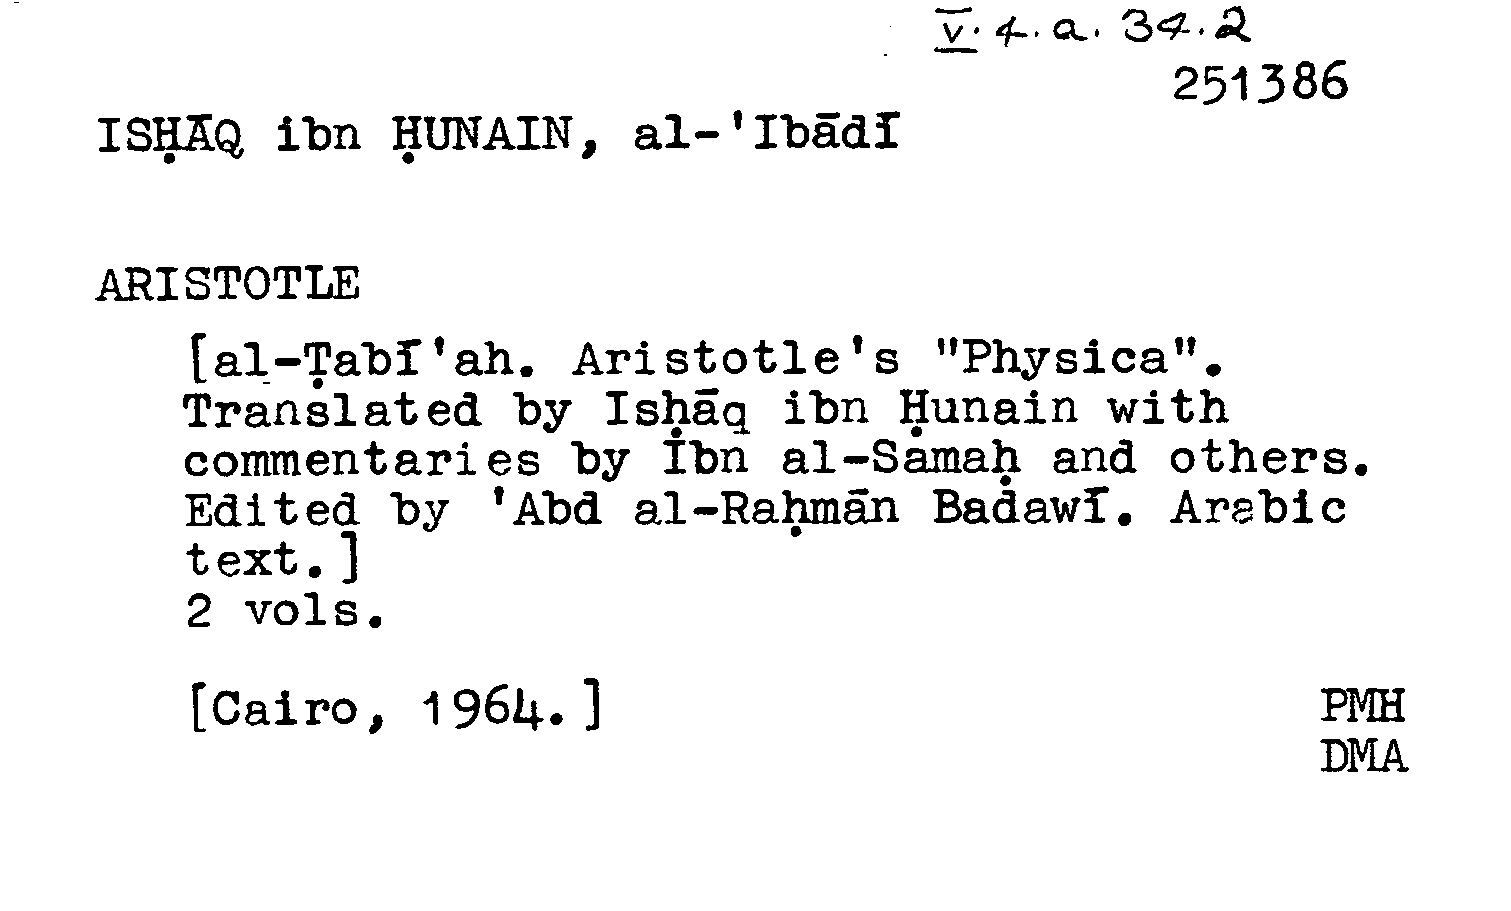 V. 4. a. 34. 2
251386
ISḤĀQ ibn ḤUNAIN, al-'Ibādī
ARISTOTLE
[al-Ṭabī'ah. Aristotle's "Physica".
Translated by Isḥāq ibn Ḥunain with
commentaries by Ibn al-Samaḥ and others.
Edited by 'Abd al-Raḥmān Badawī. Arabic
text.]
2 vols.
[Cairo, 1964.]
PMH
DMA